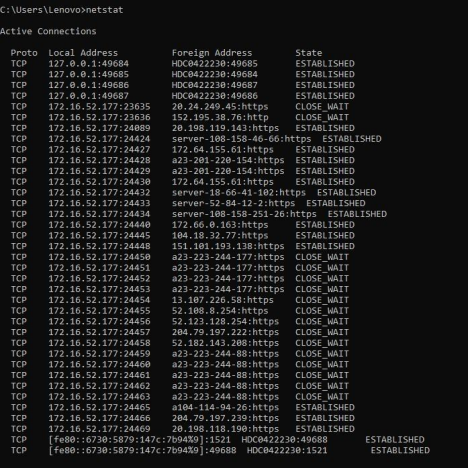 C:\Users\Lenovo>netstat
Active Connections
Proto  Local Address          Foreign Address        State
TCP    127.0.0.1:49684        HDC0422230:49685       ESTABLISHED
TCP    127.0.0.1:49685        HDC0422230:49684       ESTABLISHED
TCP    127.0.0.1:49686        HDC0422230:49687       ESTABLISHED
TCP    127.0.0.1:49687        HDC0422230:49686       ESTABLISHED
TCP    172.16.52.177:23635    20.24.249.45:https     CLOSE_WAIT
TCP    172.16.52.177:23636    152.195.38.76:http     CLOSE_WAIT
TCP    172.16.52.177:24089    20.198.119.143:https   ESTABLISHED
TCP    172.16.52.177:24424    server-108-158-46-66:https  ESTABLISHED
TCP    172.16.52.177:24427    172.64.155.61:https    ESTABLISHED
TCP    172.16.52.177:24428    a23-201-220-154:https  ESTABLISHED
TCP    172.16.52.177:24429    a23-201-220-154:https  ESTABLISHED
TCP    172.16.52.177:24430    172.64.155.61:https    ESTABLISHED
TCP    172.16.52.177:24432    server-18-66-41-102:https  ESTABLISHED
TCP    172.16.52.177:24433    server-52-84-12-2:https  ESTABLISHED
TCP    172.16.52.177:24434    server-108-158-251-26:https  ESTABLISHED
TCP    172.16.52.177:24440    172.66.0.163:https     ESTABLISHED
TCP    172.16.52.177:24445    104.18.32.77:https     ESTABLISHED
TCP    172.16.52.177:24448    151.101.193.138:https  ESTABLISHED
TCP    172.16.52.177:24450    a23-223-244-177:https  CLOSE_WAIT
TCP    172.16.52.177:24451    a23-223-244-177:https  CLOSE_WAIT
TCP    172.16.52.177:24452    a23-223-244-177:https  CLOSE_WAIT
TCP    172.16.52.177:24453    a23-223-244-177:https  CLOSE_WAIT
TCP    172.16.52.177:24454    13.107.226.58:https    CLOSE_WAIT
TCP    172.16.52.177:24455    52.108.8.254:https     CLOSE_WAIT
TCP    172.16.52.177:24456    52.123.128.254:https   CLOSE_WAIT
TCP    172.16.52.177:24457    204.79.197.222:https   CLOSE_WAIT
TCP    172.16.52.177:24458    52.182.143.208:https   CLOSE_WAIT
TCP    172.16.52.177:24459    a23-223-244-88:https   CLOSE_WAIT
TCP    172.16.52.177:24460    a23-223-244-88:https   CLOSE_WAIT
TCP    172.16.52.177:24461    a23-223-244-88:https   CLOSE_WAIT
TCP    172.16.52.177:24462    a23-223-244-88:https   CLOSE_WAIT
TCP    172.16.52.177:24463    a23-223-244-88:https   CLOSE_WAIT
TCP    172.16.52.177:24465    a104-114-94-26:https   ESTABLISHED
TCP    172.16.52.177:24466    204.79.197.239:https   ESTABLISHED
TCP    172.16.52.177:24469    20.198.118.190:https   ESTABLISHED
TCP    [fe80::6730:5879:147c:7b94%9]:1521  HDC0422230:49688       ESTABLISHED
TCP    [fe80::6730:5879:147c:7b94%9]:49688  HDC0422230:1521        ESTABLISHED